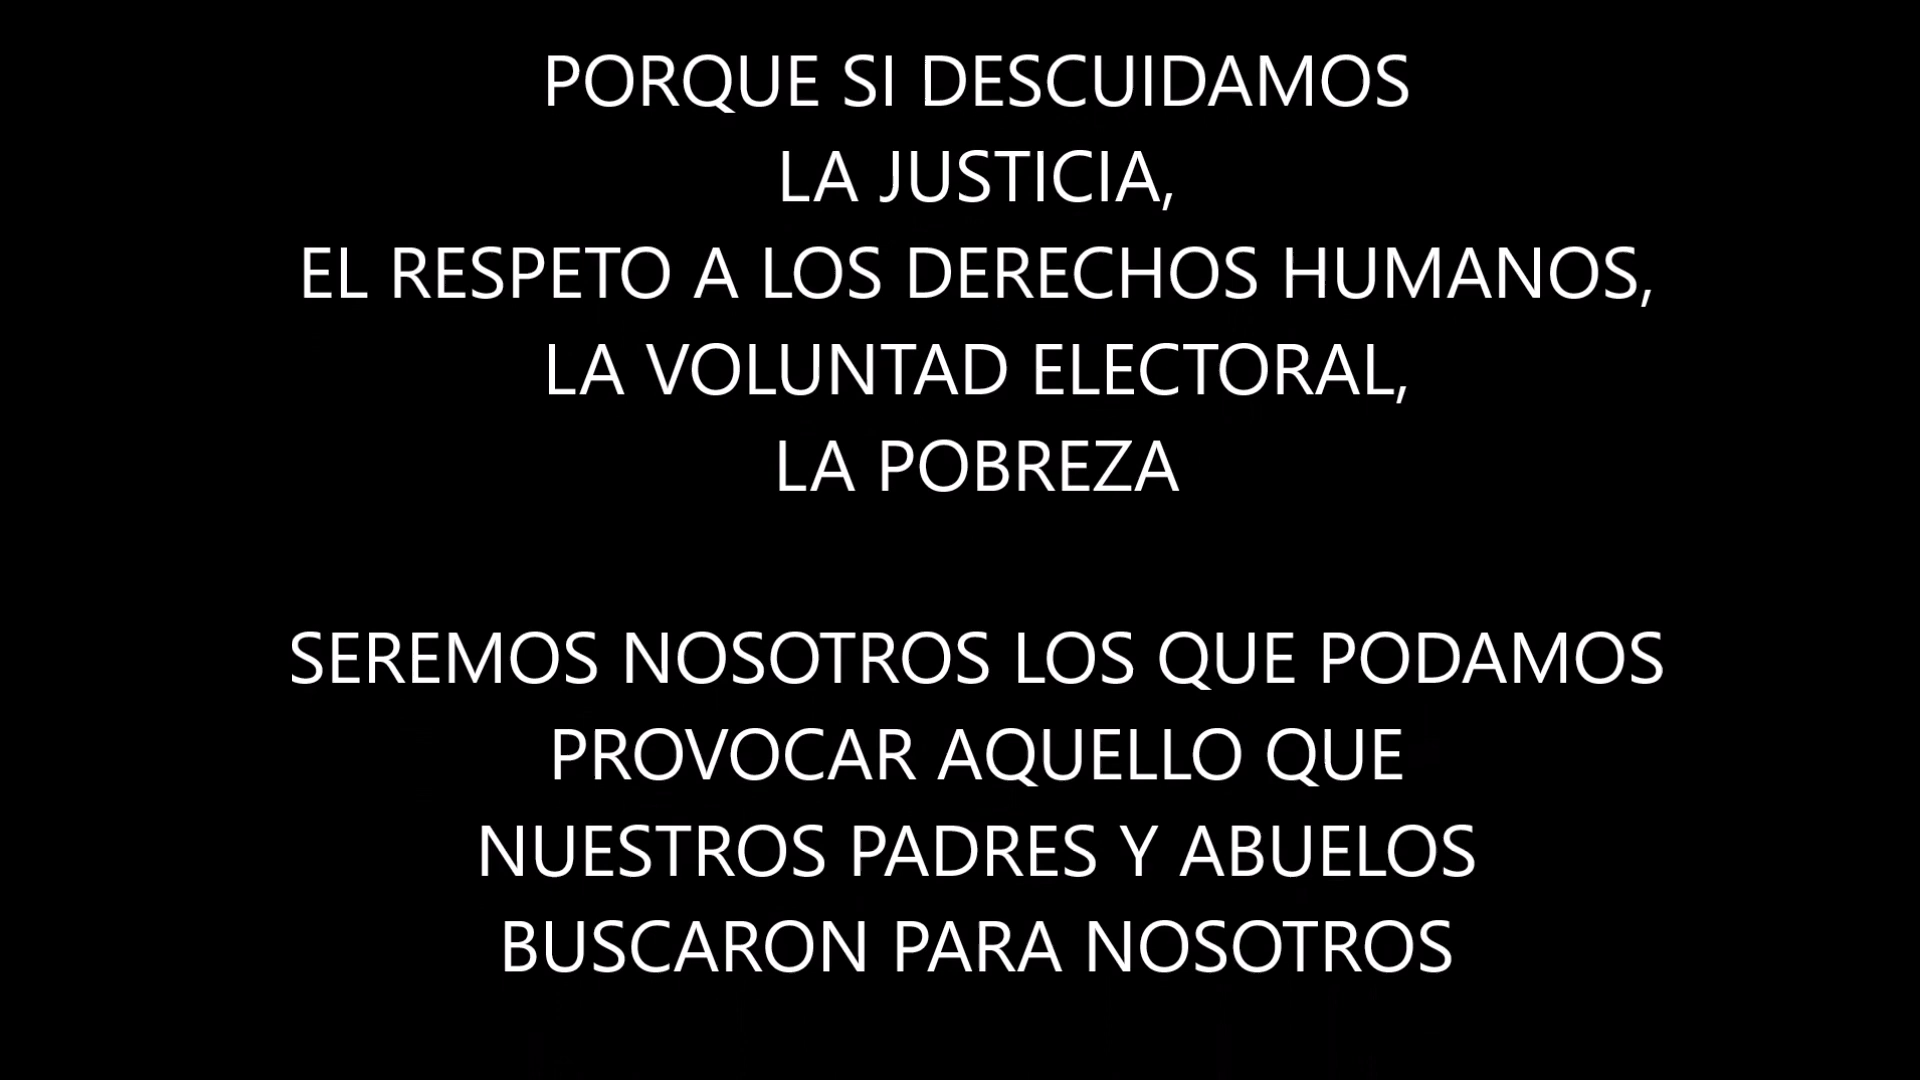 PORQUE SI DESCUIDAMOS
LA JUSTICIA,
EL RESPETO A LOS DERECHOS HUMANOS,
LA VOLUNTAD ELECTORAL,
LA POBREZA
SEREMOS NOSOTROS LOS QUE PODAMOS
PROVOCAR AQUELLO QUE
NUESTROS PADRES Y ABUELOS
BUSCARON PARA NOSOTROS